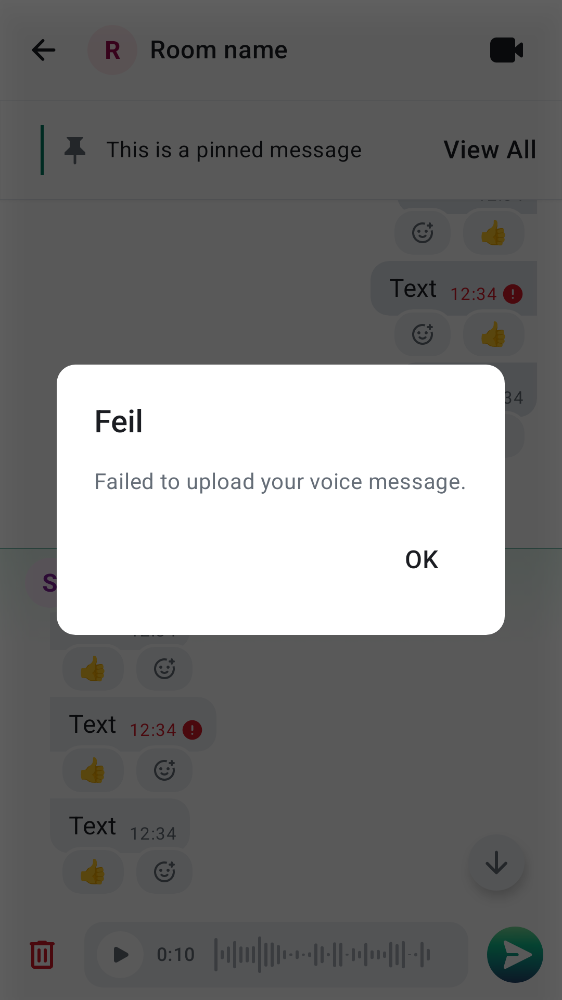 R Room name
This is a pinned message View All
Text 12:34
Feil
Failed to upload your voice message.
OK
S
Text 12:34
Text 12:34
0:10